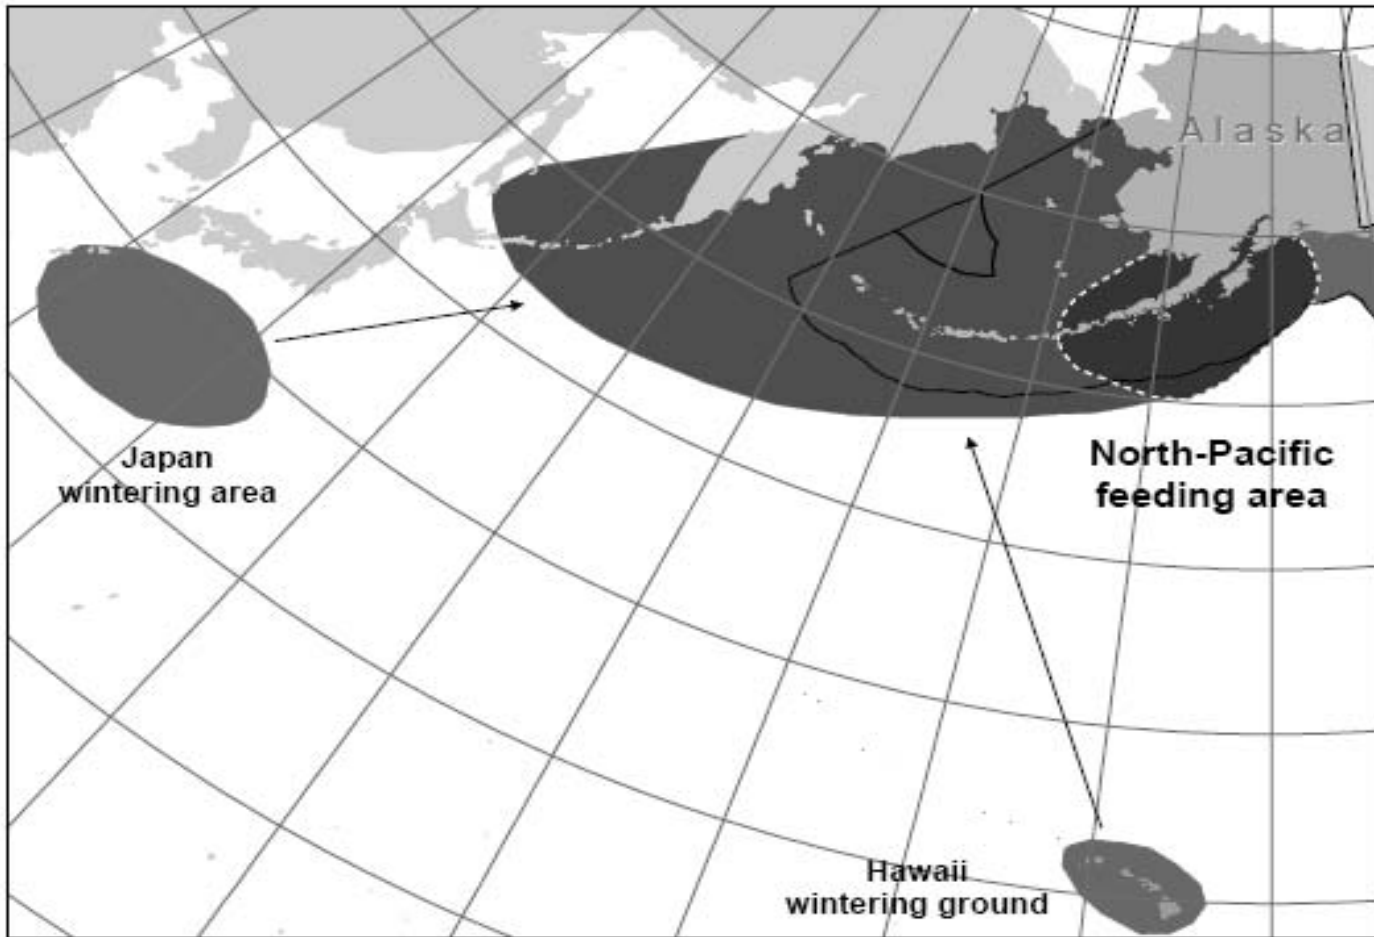 Alaska
Japan
wintering area
North-Pacific
feeding area
Hawaii
wintering ground